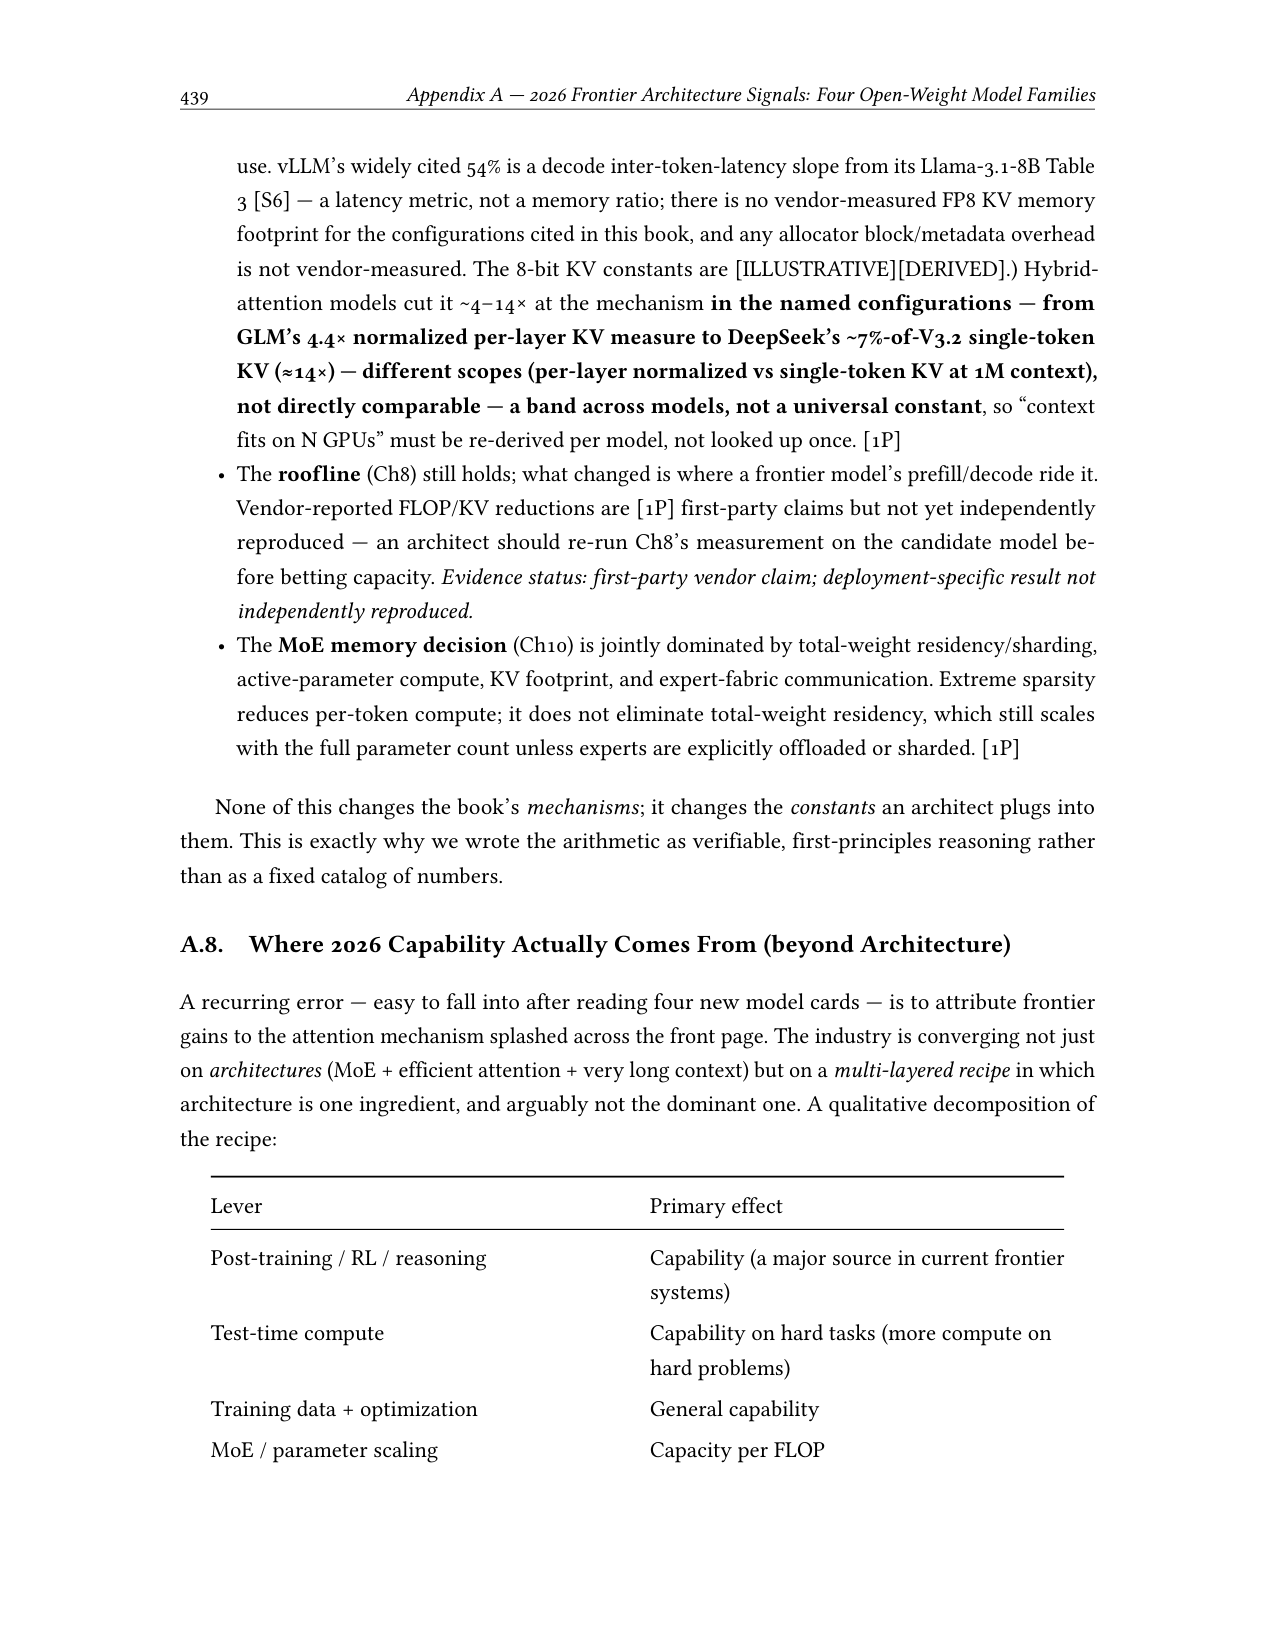 439
Appendix A — 2026 Frontier Architecture Signals: Four Open-Weight Model Families
use. vLLM’s widely cited 54% is a decode inter-token-latency slope from its Llama-3.1-8B Table
3 [S6] — a latency metric, not a memory ratio; there is no vendor-measured FP8 KV memory
footprint for the configurations cited in this book, and any allocator block/metadata overhead
is not vendor-measured. The 8-bit KV constants are [ILLUSTRATIVE][DERIVED].) Hybrid-
attention models cut it ~4–14× at the mechanism in the named configurations — from
GLM’s 4.4× normalized per-layer KV measure to DeepSeek’s ~7%-of-V3.2 single-token
KV (≈14×) — different scopes (per-layer normalized vs single-token KV at 1M context),
not directly comparable — a band across models, not a universal constant, so “context
fits on N GPUs” must be re-derived per model, not looked up once. [1P]
• The roofline (Ch8) still holds; what changed is where a frontier model’s prefill/decode ride it.
Vendor-reported FLOP/KV reductions are [1P] first-party claims but not yet independently
reproduced — an architect should re-run Ch8’s measurement on the candidate model be-
fore betting capacity. Evidence status: first-party vendor claim; deployment-specific result not
independently reproduced.
• The MoE memory decision (Ch10) is jointly dominated by total-weight residency/sharding,
active-parameter compute, KV footprint, and expert-fabric communication. Extreme sparsity
reduces per-token compute; it does not eliminate total-weight residency, which still scales
with the full parameter count unless experts are explicitly offloaded or sharded. [1P]
None of this changes the book’s mechanisms; it changes the constants an architect plugs into
them. This is exactly why we wrote the arithmetic as verifiable, first-principles reasoning rather
than as a fixed catalog of numbers.
A.8. Where 2026 Capability Actually Comes From (beyond Architecture)
A recurring error — easy to fall into after reading four new model cards — is to attribute frontier
gains to the attention mechanism splashed across the front page. The industry is converging not just
on architectures (MoE + efficient attention + very long context) but on a multi-layered recipe in which
architecture is one ingredient, and arguably not the dominant one. A qualitative decomposition of
the recipe:
Lever Primary effect
Post-training / RL / reasoning Capability (a major source in current frontier
systems)
Test-time compute Capability on hard tasks (more compute on
hard problems)
Training data + optimization General capability
MoE / parameter scaling Capacity per FLOP